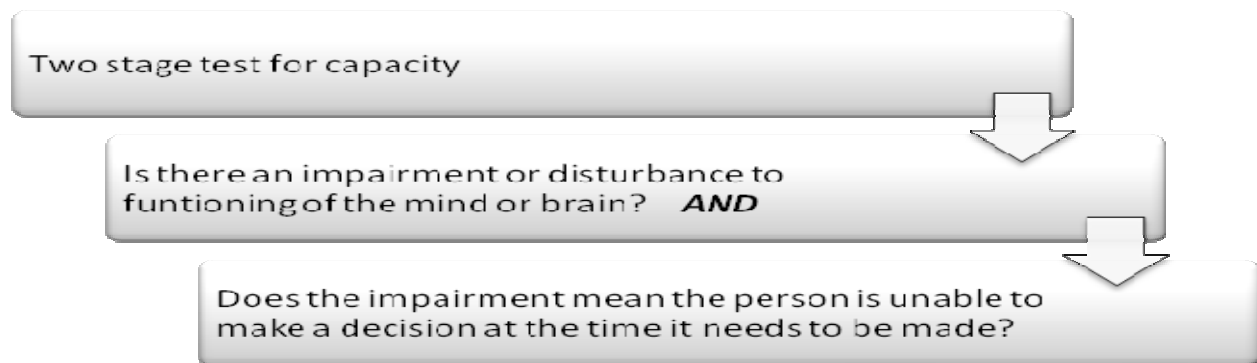 Two stage test for capacity
Is there an impairment or disturbance to
funtioning of the mind or brain? AND
Does the impairment mean the person is unable to
make a decision at the time it needs to be made?